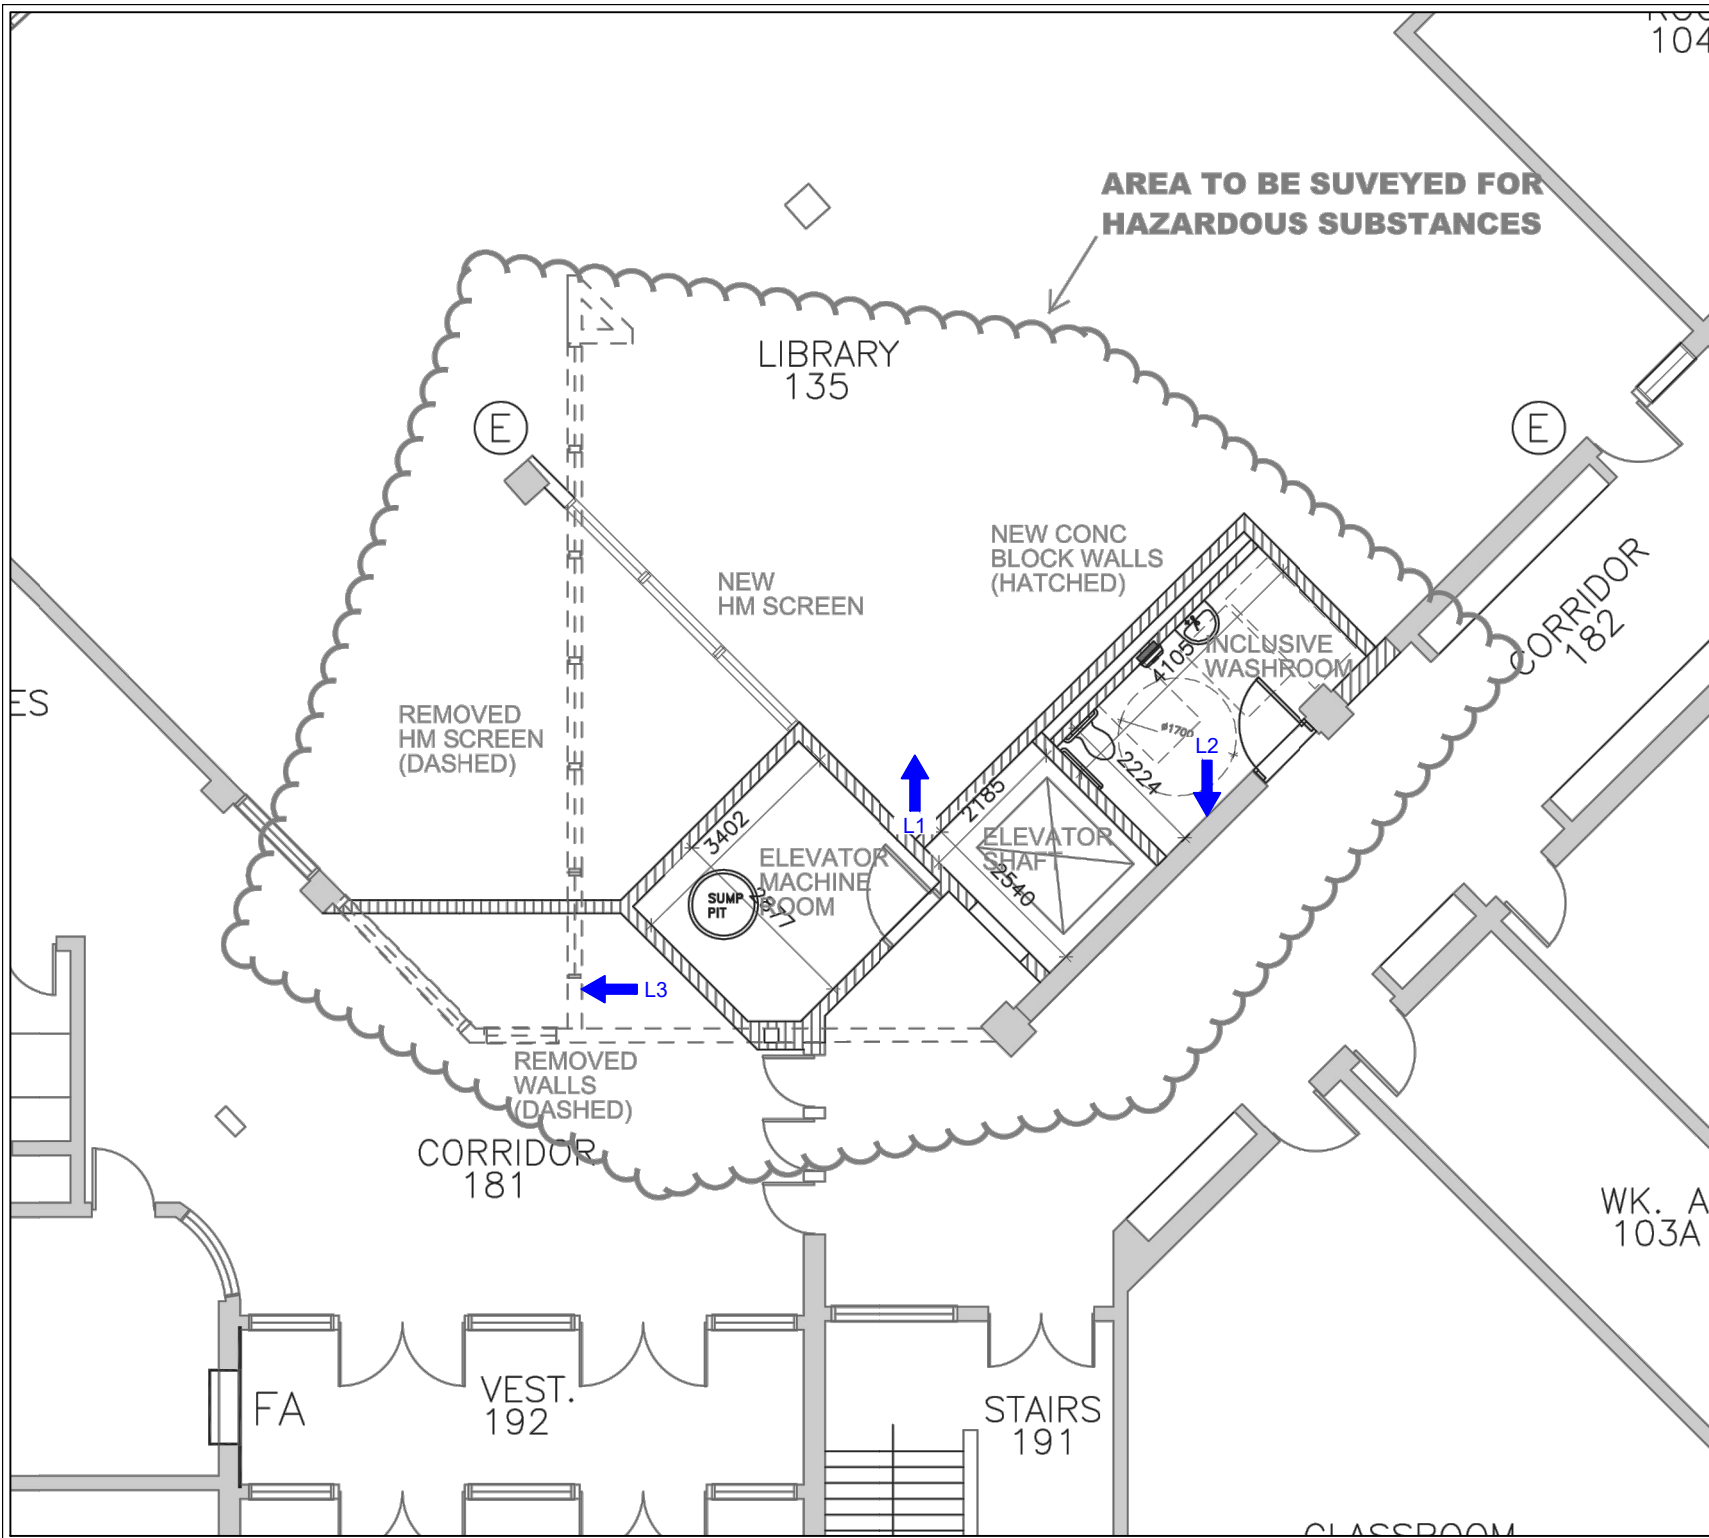 104
AREA TO BE SUVEYED FOR
HAZARDOUS SUBSTANCES
LIBRARY
135
E
E
NEW CONC
BLOCK WALLS
(HATCHED)
NEW
HM SCREEN
CORRIDOR
182
INCLUSIVE
WASHROOM
4105
ES
REMOVED
HM SCREEN
(DASHED)
ø1700
L2
2224
2185
L1
3402
ELEVATOR
SHAFT
2540
ELEVATOR
MACHINE
ROOM
SUMP
PIT
L3
REMOVED
WALLS
(DASHED)
CORRIDOR
181
WK. A
103A
FA
VEST.
192
STAIRS
191
CLASSROOM